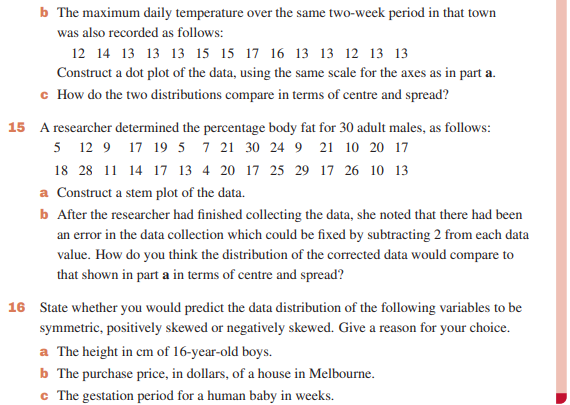 b The maximum daily temperature over the same two-week period in that town
was also recorded as follows:
12 14 13 13 13 15 15 17 16 13 13 12 13 13
Construct a dot plot of the data, using the same scale for the axes as in part a.
c How do the two distributions compare in terms of centre and spread?
15 A researcher determined the percentage body fat for 30 adult males, as follows:
5 12 9 17 19 5 7 21 30 24 9 21 10 20 17
18 28 11 14 17 13 4 20 17 25 29 17 26 10 13
a Construct a stem plot of the data.
b After the researcher had finished collecting the data, she noted that there had been
an error in the data collection which could be fixed by subtracting 2 from each data
value. How do you think the distribution of the corrected data would compare to
that shown in part a in terms of centre and spread?
16 State whether you would predict the data distribution of the following variables to be
symmetric, positively skewed or negatively skewed. Give a reason for your choice.
a The height in cm of 16-year-old boys.
b The purchase price, in dollars, of a house in Melbourne.
c The gestation period for a human baby in weeks.